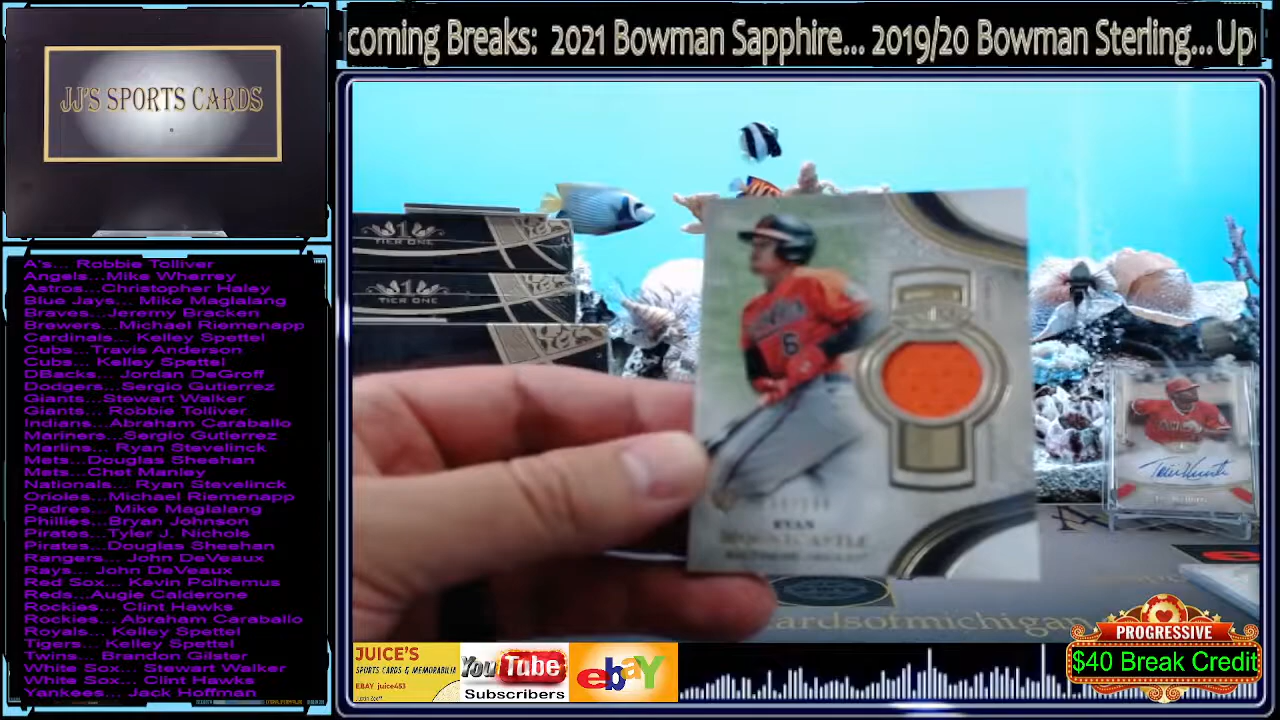 JJ'S SPORTS CARDS
coming Breaks: 2021 Bowman Sapphire... 2019/20 Bowman Sterling... Up
A's... Robbie Tolliver
Angels...Mike Wherrey
Astros...Christopher Haley
Blue Jays... Mike Maglalang
Braves...Jeremy Bracken
Brewers...Michael Riemenapp
Cardinals... Kelley Spettel
Cubs...Travis Anderson
Cubs... Kelley Spettel
DBacks... Jordan DeGroff
Dodgers...Sergio Gutierrez
Giants...Stewart Walker
Giants... Robbie Tolliver
Indians...Abraham Caraballo
Mariners...Sergio Gutierrez
Marlins... Ryan Stevelinck
Mets...Douglas Sheehan
Mets...Chet Manley
Nationals... Ryan Stevelinck
Orioles...Michael Riemenapp
Padres... Mike Maglalang
Phillies...Bryan Johnson
Pirates...Tyler J. Nichols
Pirates...Douglas Sheehan
Rangers... John DeVeaux
Rays... John DeVeaux
Red Sox... Kevin Polhemus
Reds...Augie Calderone
Rockies... Clint Hawks
Rockies... Abraham Caraballo
Royals... Kelley Spettel
Tigers... Kelley Spettel
Twins... Brandon Gilster
White Sox... Stewart Walker
White Sox... Clint Hawks
Yankees... Jack Hoffman
1
TIER ONE
1
TIER ONE
6
RYAN
MOUNTCASTLE
cardsofmichigan
JUICE'S
SPORTS CARDS & MEMORABILIA
EBAY juice453
YouTube
Subscribers
ebay
PROGRESSIVE
$40 Break Credit